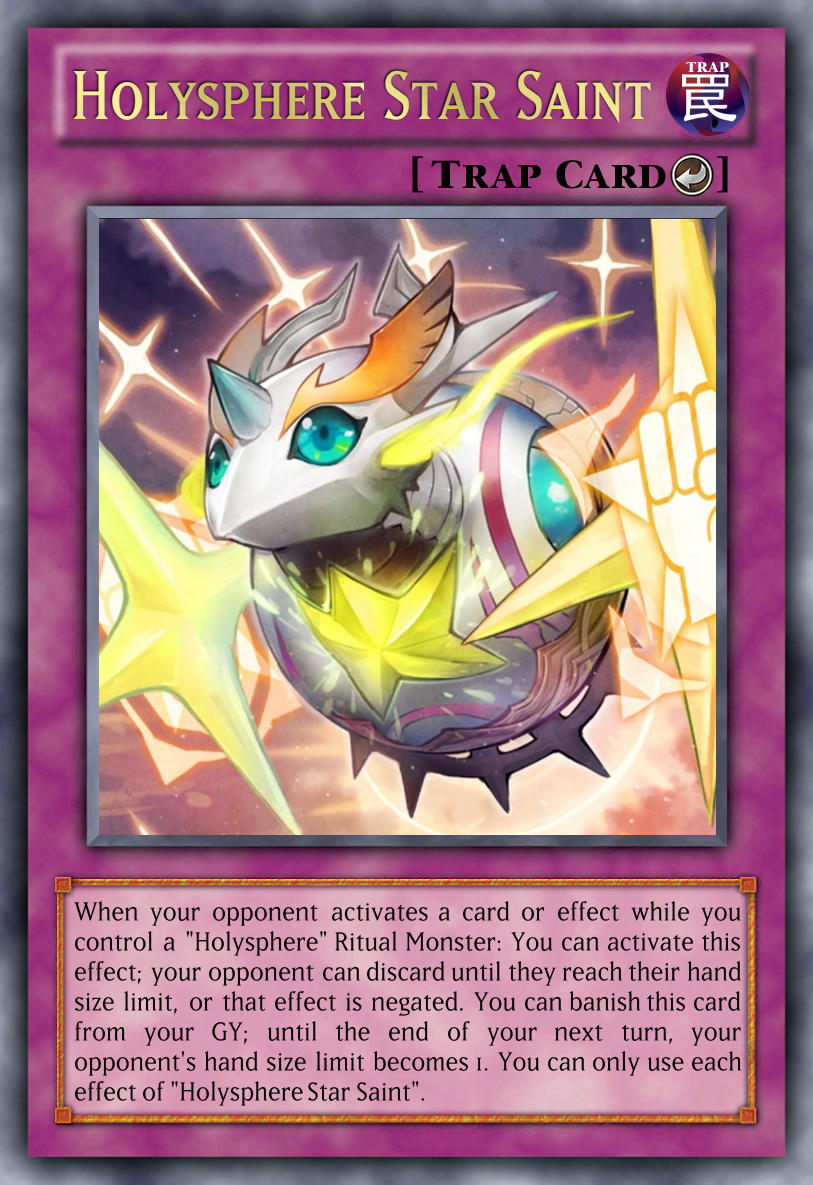 HOLYSPHERE STAR SAINT
TRAP
罠
[TRAP CARD]
When your opponent activates a card or effect while you
control a "Holysphere" Ritual Monster: You can activate this
effect; your opponent can discard until they reach their hand
size limit, or that effect is negated. You can banish this card
from your GY; until the end of your next turn, your
opponent's hand size limit becomes 1. You can only use each
effect of "Holysphere Star Saint".